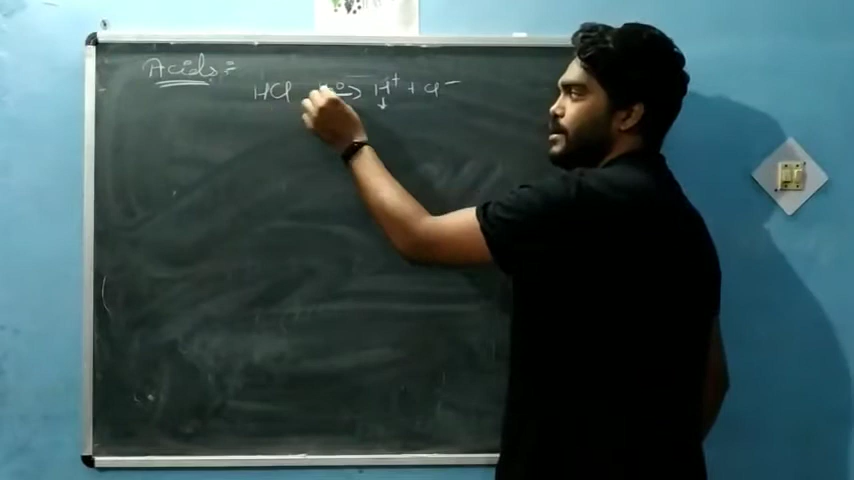 Acids :
HCl → H⁺ + Cl⁻